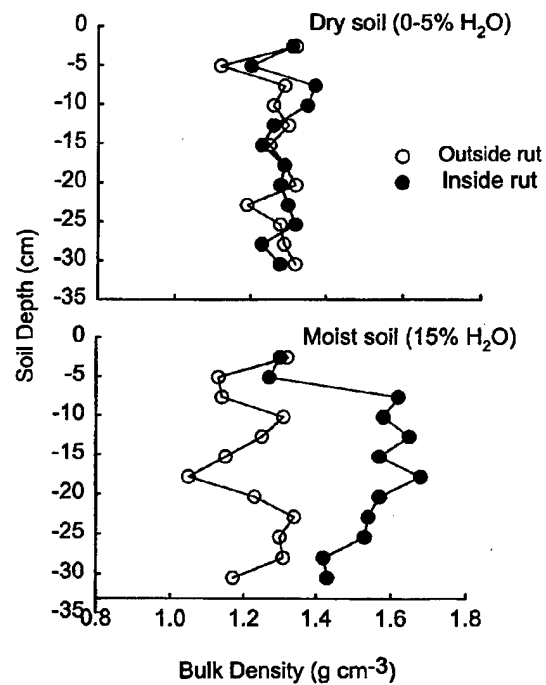 Dry soil (0-5% H2O)
0
-5
-10
-15
-20
-25
-30
-35
Outside rut
Inside rut
Soil Depth (cm)
Moist soil (15% H2O)
0
-5
-10
-15
-20
-25
-30
-35
0.8 1.0 1.2 1.4 1.6 1.8
Bulk Density (g cm-3)